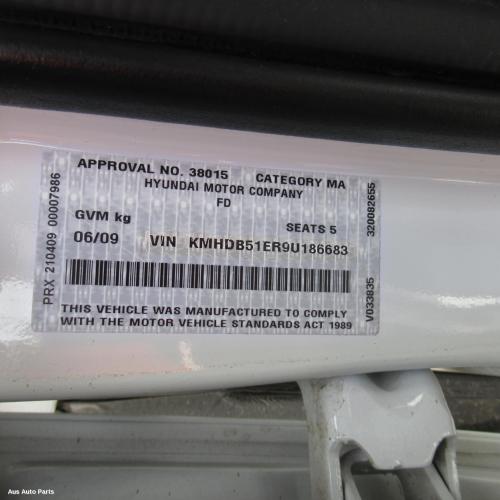 APPROVAL NO. 38015 CATEGORY MA
HYUNDAI MOTOR COMPANY
FD
GVM kg SEATS 5
06/09 VIN KMHDB51ER9U186683
THIS VEHICLE WAS MANUFACTURED TO COMPLY
WITH THE MOTOR VEHICLE STANDARDS ACT 1989
PRX 210409 00007986
V033835 320082655
Aus Auto Parts